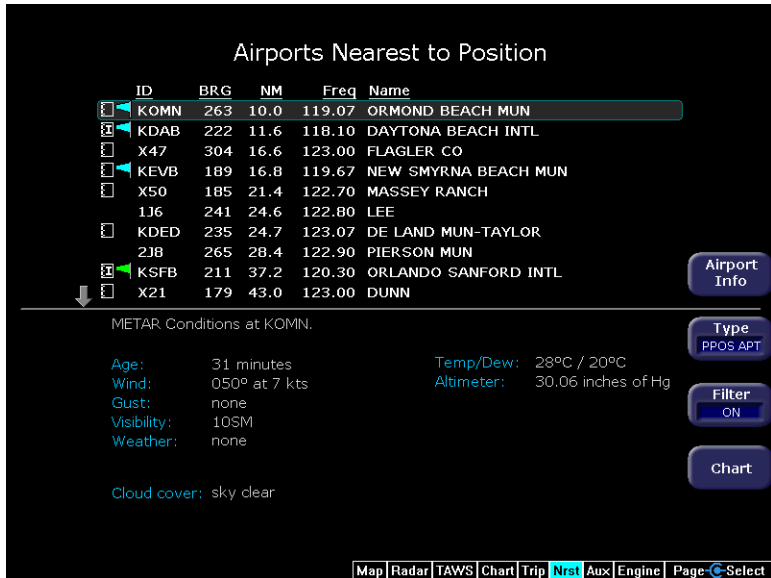 Airports Nearest to Position
ID BRG NM Freq Name
KOMN 263 10.0 119.07 ORMOND BEACH MUN
I KDAB 222 11.6 118.10 DAYTONA BEACH INTL
X47 304 16.6 123.00 FLAGLER CO
KEVB 189 16.8 119.67 NEW SMYRNA BEACH MUN
X50 185 21.4 122.70 MASSEY RANCH
1J6 241 24.6 122.80 LEE
KDED 235 24.7 123.07 DE LAND MUN-TAYLOR
2J8 265 28.4 122.90 PIERSON MUN
I KSFB 211 37.2 120.30 ORLANDO SANFORD INTL
X21 179 43.0 123.00 DUNN
Airport
Info
METAR Conditions at KOMN.
Type
PPOS APT
Age: 31 minutes Temp/Dew: 28ºC / 20ºC
Wind: 050º at 7 kts Altimeter: 30.06 inches of Hg
Gust: none
Filter
ON
Visibility: 10SM
Weather: none
Chart
Cloud cover: sky clear
Map Radar TAWS Chart Trip Nrst Aux Engine Page Select